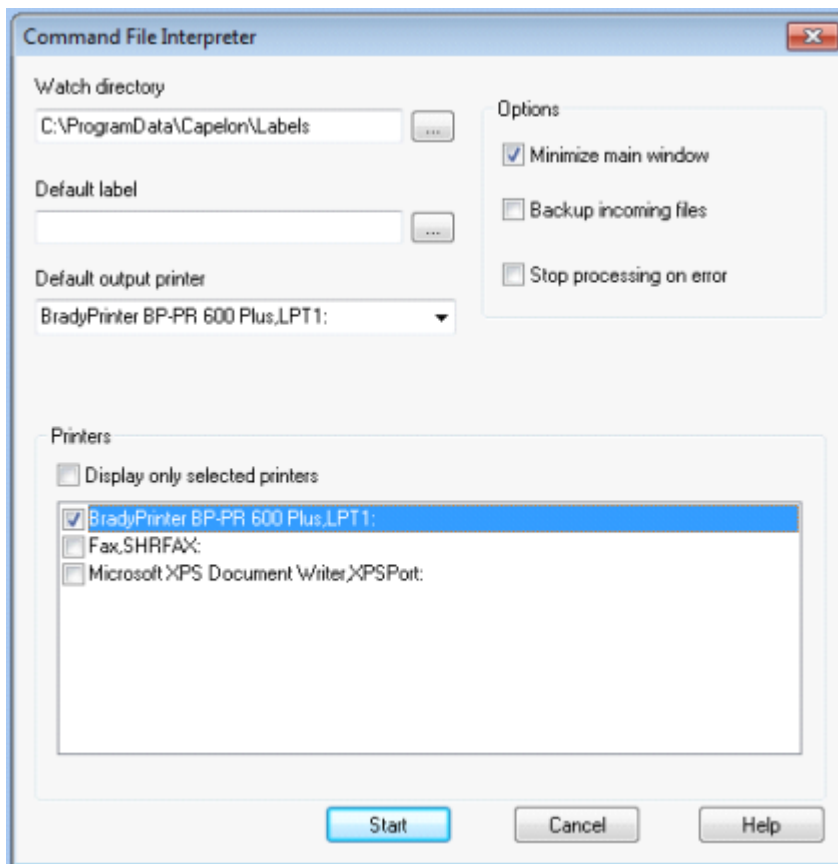 Command File Interpreter
Watch directory
C:\ProgramData\Capelon\Labels
...
Default label
...
Default output printer
BradyPrinter BP-PR 600 Plus,LPT1:
Options
Minimize main window
Backup incoming files
Stop processing on error
Printers
Display only selected printers
BradyPrinter BP-PR 600 Plus,LPT1:
Fax,SHRFAX:
Microsoft XPS Document Writer,XPSPort:
Start Cancel Help